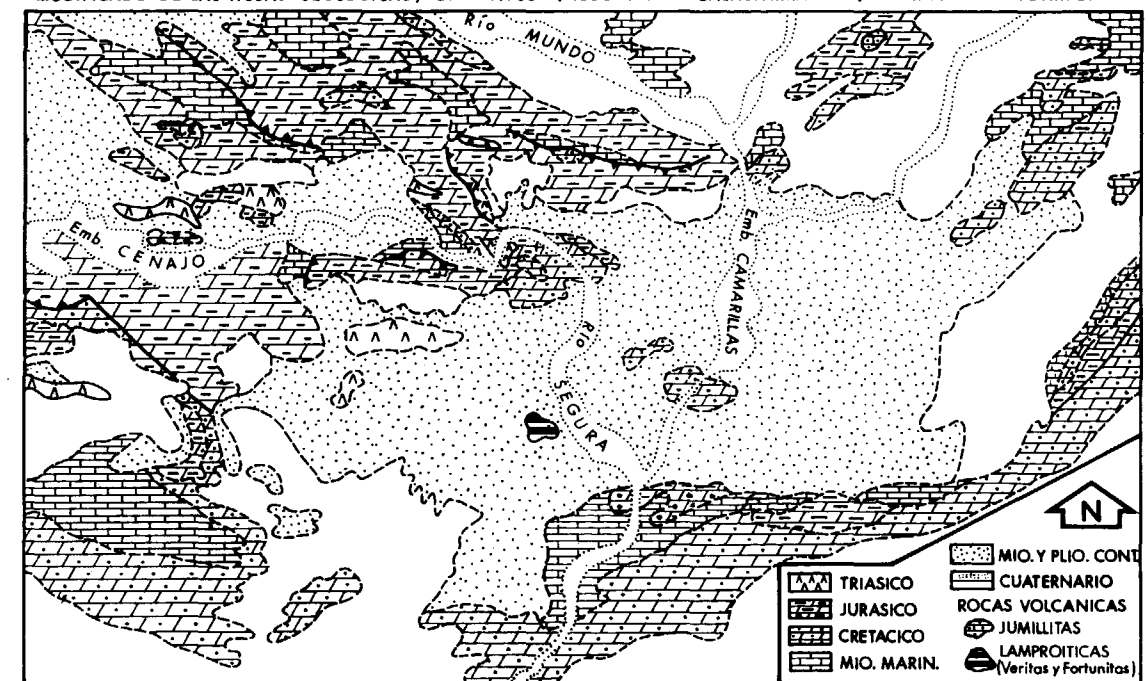 Río MUNDO
Emb. CENAJO
Emb. CAMARILLAS
Río SEGURA
N
TRIASICO
JURASICO
CRETACICO
MIO. MARIN.
MIO. Y PLIO. CONT.
CUATERNARIO
ROCAS VOLCANICAS
JUMILLITAS
LAMPROITICAS
(Veritas y Fortunitas)